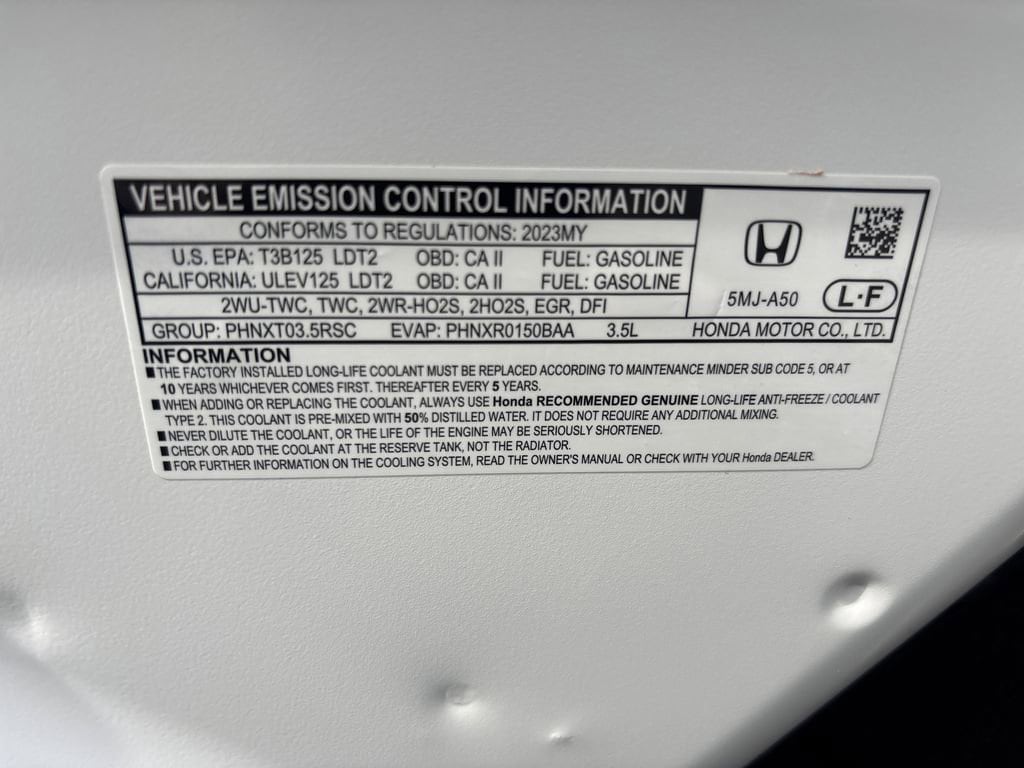 VEHICLE EMISSION CONTROL INFORMATION
CONFORMS TO REGULATIONS: 2023MY
U.S. EPA: T3B125 LDT2 OBD: CA II FUEL: GASOLINE
CALIFORNIA: ULEV125 LDT2 OBD: CA II FUEL: GASOLINE
2WU-TWC, TWC, 2WR-HO2S, 2HO2S, EGR, DFI
5MJ-A50 L·F
GROUP: PHNXT03.5RSC EVAP: PHNXR0150BAA 3.5L HONDA MOTOR CO., LTD.
INFORMATION
■ THE FACTORY INSTALLED LONG-LIFE COOLANT MUST BE REPLACED ACCORDING TO MAINTENANCE MINDER SUB CODE 5, OR AT
10 YEARS WHICHEVER COMES FIRST. THEREAFTER EVERY 5 YEARS.
■ WHEN ADDING OR REPLACING THE COOLANT, ALWAYS USE Honda RECOMMENDED GENUINE LONG-LIFE ANTI-FREEZE / COOLANT
TYPE 2. THIS COOLANT IS PRE-MIXED WITH 50% DISTILLED WATER. IT DOES NOT REQUIRE ANY ADDITIONAL MIXING.
■ NEVER DILUTE THE COOLANT, OR THE LIFE OF THE ENGINE MAY BE SERIOUSLY SHORTENED.
■ CHECK OR ADD THE COOLANT AT THE RESERVE TANK, NOT THE RADIATOR.
■ FOR FURTHER INFORMATION ON THE COOLING SYSTEM, READ THE OWNER'S MANUAL OR CHECK WITH YOUR Honda DEALER.